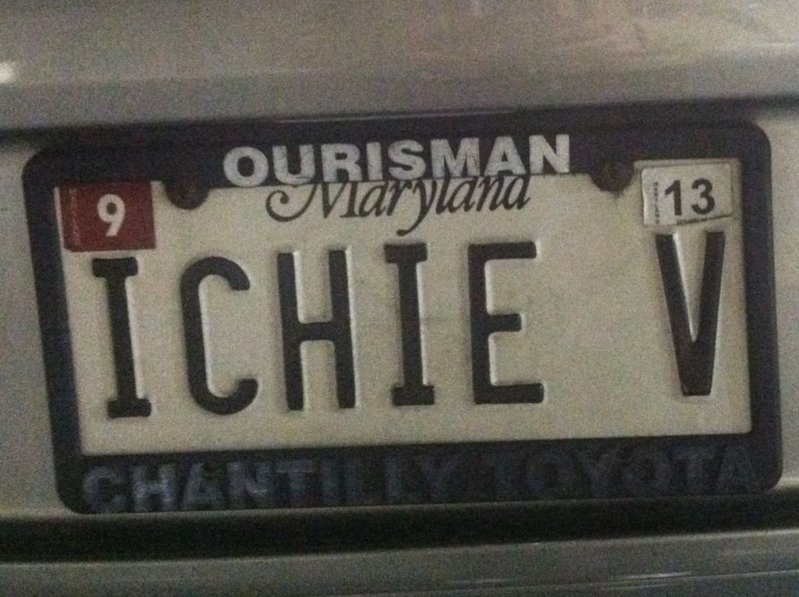 OURISMAN
Maryland
9
13
ICHIE V
CHANTILLY TOYOTA